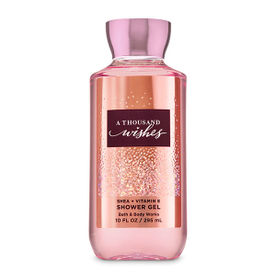 A THOUSAND
wishes
SHEA + VITAMIN E
SHOWER GEL
Bath & Body Works
10 FL OZ / 295 mL